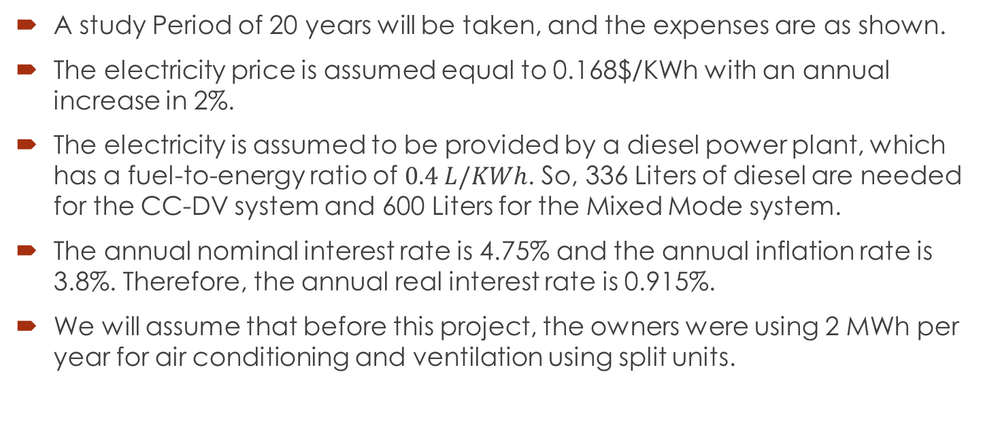 A study Period of 20 years will be taken, and the expenses are as shown.
The electricity price is assumed equal to 0.168$/KWh with an annual
increase in 2%.
The electricity is assumed to be provided by a diesel power plant, which
has a fuel-to-energy ratio of 0.4 L/KWh. So, 336 Liters of diesel are needed
for the CC-DV system and 600 Liters for the Mixed Mode system.
The annual nominal interest rate is 4.75% and the annual inflation rate is
3.8%. Therefore, the annual real interest rate is 0.915%.
We will assume that before this project, the owners were using 2 MWh per
year for air conditioning and ventilation using split units.